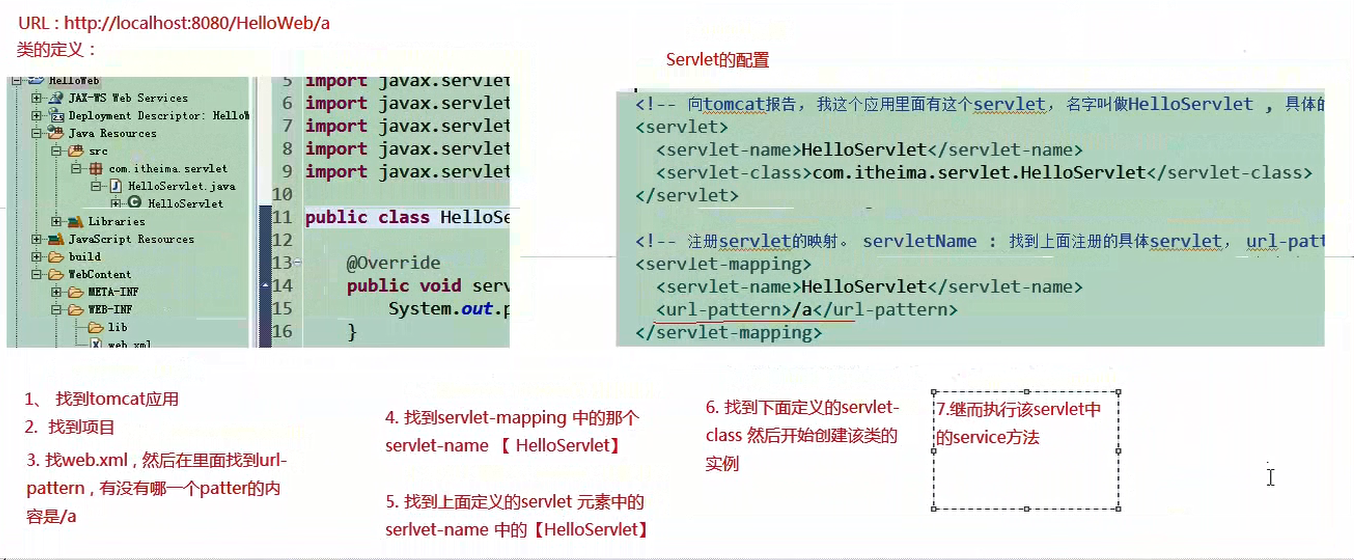 URL : http://localhost:8080/HelloWeb/a
类的定义：
HelloWeb
JAX-WS Web Services
Deployment Descriptor: HelloW
Java Resources
src
com.itheima.servlet
HelloServlet.java
HelloServlet
Libraries
JavaScript Resources
build
WebContent
META-INF
WEB-INF
lib
web.xml
5 import javax.servlet
6 import javax.servlet
7 import javax.servlet
8 import javax.servlet
9 import javax.servlet
10
11 public class HelloSe
12
13 @Override
14 public void serv
15 System.out.p
16 }
Servlet的配置
<!-- 向tomcat报告，我这个应用里面有这个servlet，名字叫做HelloServlet , 具体的
<servlet>
<servlet-name>HelloServlet</servlet-name>
<servlet-class>com.itheima.servlet.HelloServlet</servlet-class>
</servlet>
<!-- 注册servlet的映射。 servletName : 找到上面注册的具体servlet， url-patt
<servlet-mapping>
<servlet-name>HelloServlet</servlet-name>
<url-pattern>/a</url-pattern>
</servlet-mapping>
1、 找到tomcat应用
2. 找到项目
3. 找web.xml , 然后在里面找到url-
pattern , 有没有哪一个patter的内
容是/a
4. 找到servlet-mapping 中的那个
servlet-name 【 HelloServlet】
5. 找到上面定义的servlet 元素中的
serlvet-name 中的【HelloServlet】
6. 找到下面定义的servlet-
class 然后开始创建该类的
实例
7.继而执行该servlet中
的service方法